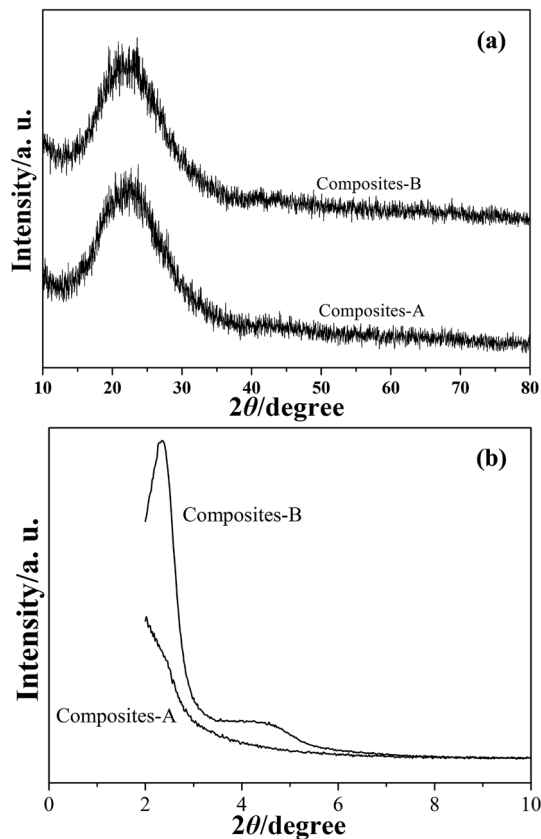 (a)
Intensity/a. u.
Composites-B
Composites-A
10 20 30 40 50 60 70 80
2θ/degree
(b)
Intensity/a. u.
Composites-B
Composites-A
0 2 4 6 8 10
2θ/degree